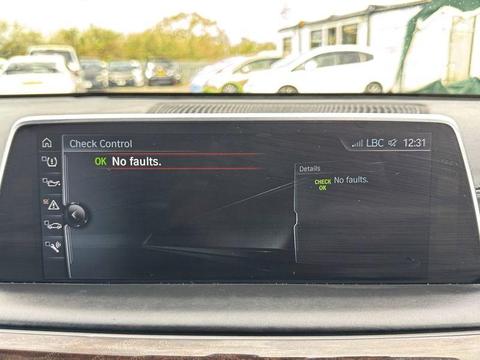 Check Control
LBC 12:31
OK No faults.
Details
CHECK OK No faults.